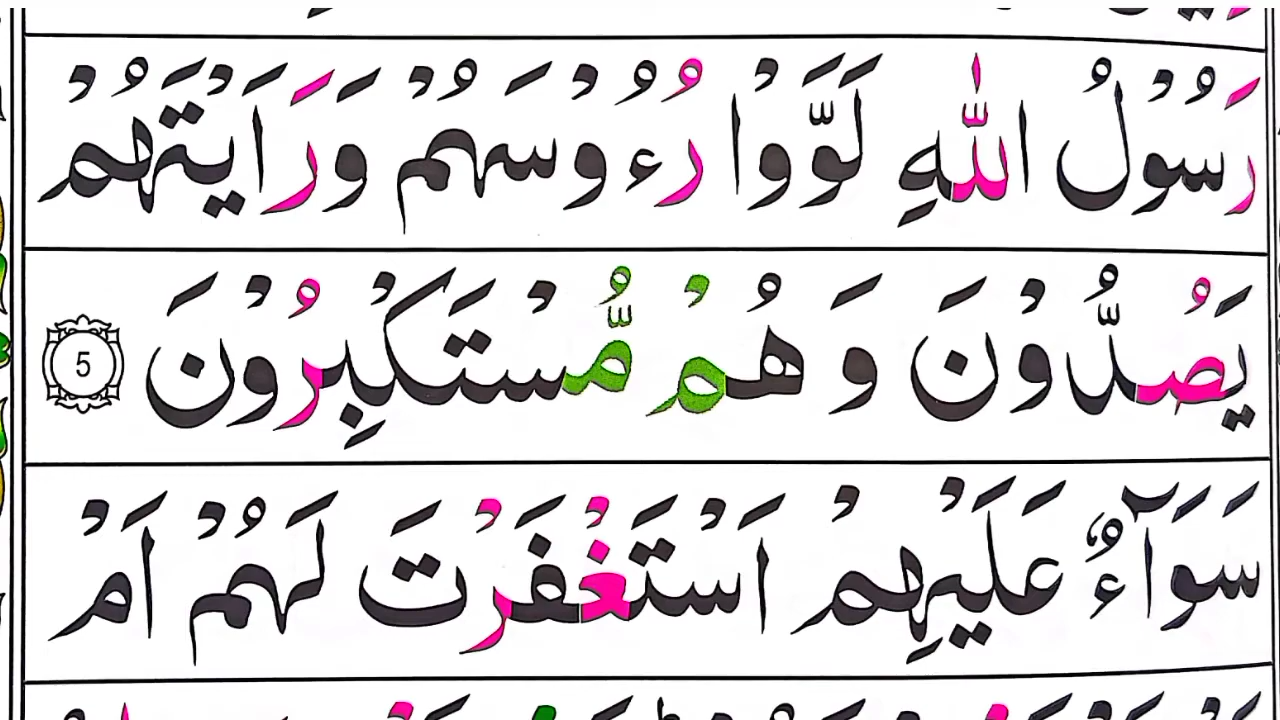 رَسُوْلُ اللّٰهِ لَوَّوْا رُءُوْسَهُمْ وَرَاَيْتَهُمْ
يَصُدُّوْنَ وَ هُمْ مُّسْتَكْبِرُوْنَ 5
سَوَآءٌ عَلَيْهِمْ اَسْتَغْفَرْتَ لَهُمْ اَمْ